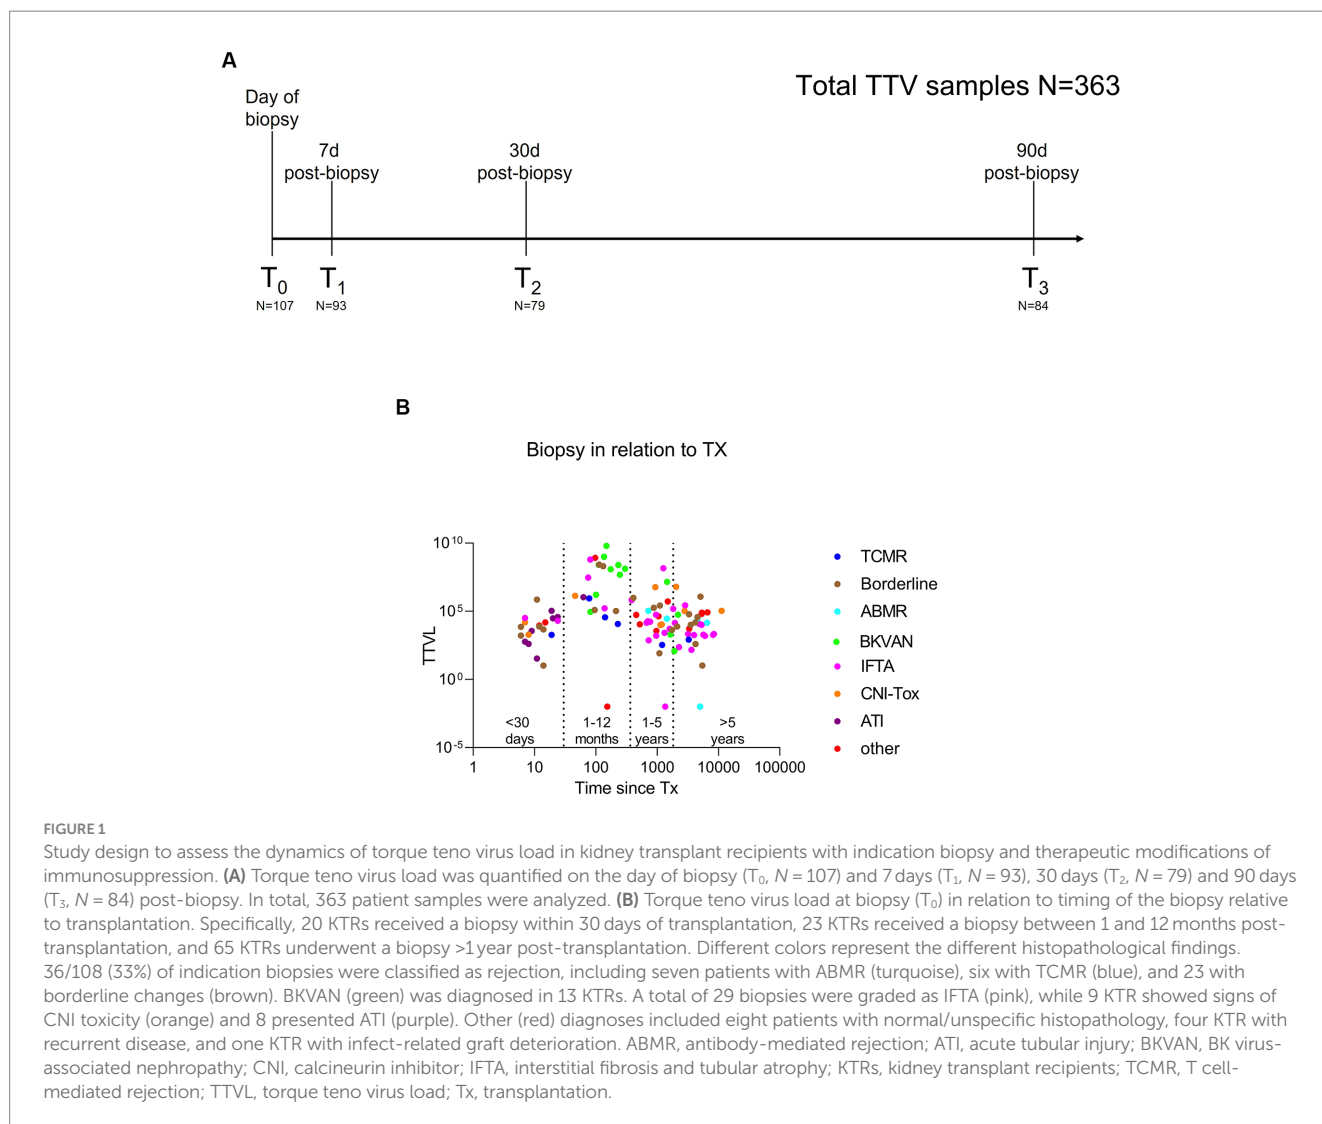 A
Total TTV samples N=363
Day of
biopsy
7d
post-biopsy
30d
post-biopsy
90d
post-biopsy
T0
T1
T2
T3
N=107
N=93
N=79
N=84
B
Biopsy in relation to TX
TTVL
10^10
10^5
10^0
10^-5
<30
days
1-12
months
1-5
years
>5
years
1 10 100 1000 10000 100000
Time since Tx
TCMR
Borderline
ABMR
BKVAN
IFTA
CNI-Tox
ATI
other
FIGURE 1
Study design to assess the dynamics of torque teno virus load in kidney transplant recipients with indication biopsy and therapeutic modifications of
immunosuppression. (A) Torque teno virus load was quantified on the day of biopsy (T0, N = 107) and 7 days (T1, N = 93), 30 days (T2, N = 79) and 90 days
(T3, N = 84) post-biopsy. In total, 363 patient samples were analyzed. (B) Torque teno virus load at biopsy (T0) in relation to timing of the biopsy relative
to transplantation. Specifically, 20 KTRs received a biopsy within 30 days of transplantation, 23 KTRs received a biopsy between 1 and 12 months post-
transplantation, and 65 KTRs underwent a biopsy >1 year post-transplantation. Different colors represent the different histopathological findings.
36/108 (33%) of indication biopsies were classified as rejection, including seven patients with ABMR (turquoise), six with TCMR (blue), and 23 with
borderline changes (brown). BKVAN (green) was diagnosed in 13 KTRs. A total of 29 biopsies were graded as IFTA (pink), while 9 KTR showed signs of
CNI toxicity (orange) and 8 presented ATI (purple). Other (red) diagnoses included eight patients with normal/unspecific histopathology, four KTR with
recurrent disease, and one KTR with infect-related graft deterioration. ABMR, antibody-mediated rejection; ATI, acute tubular injury; BKVAN, BK virus-
associated nephropathy; CNI, calcineurin inhibitor; IFTA, interstitial fibrosis and tubular atrophy; KTRs, kidney transplant recipients; TCMR, T cell-
mediated rejection; TTVL, torque teno virus load; Tx, transplantation.